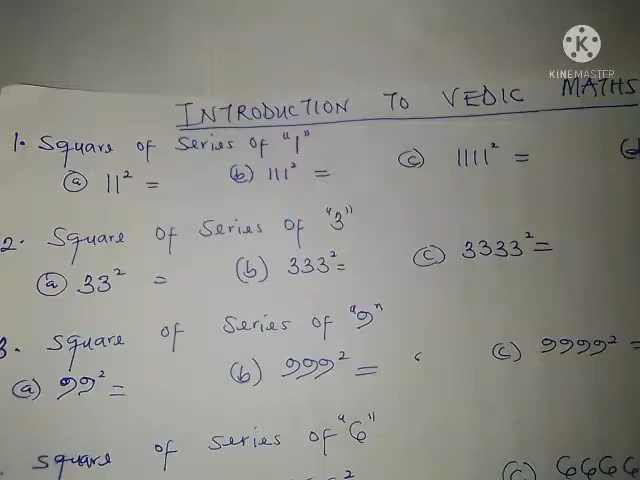 KINEMASTER
INTRODUCTION TO VEDIC MATHS
1. Square of Series of "1"
(a) 11² = (b) 111² = (c) 1111² = (d
2. Square of Series of "3"
(a) 33² = (b) 333² = (c) 3333² =
3. Square of Series of "9"
(a) 99² = (b) 999² = (c) 9999² =
Square of Series of "6"
(c) 6666